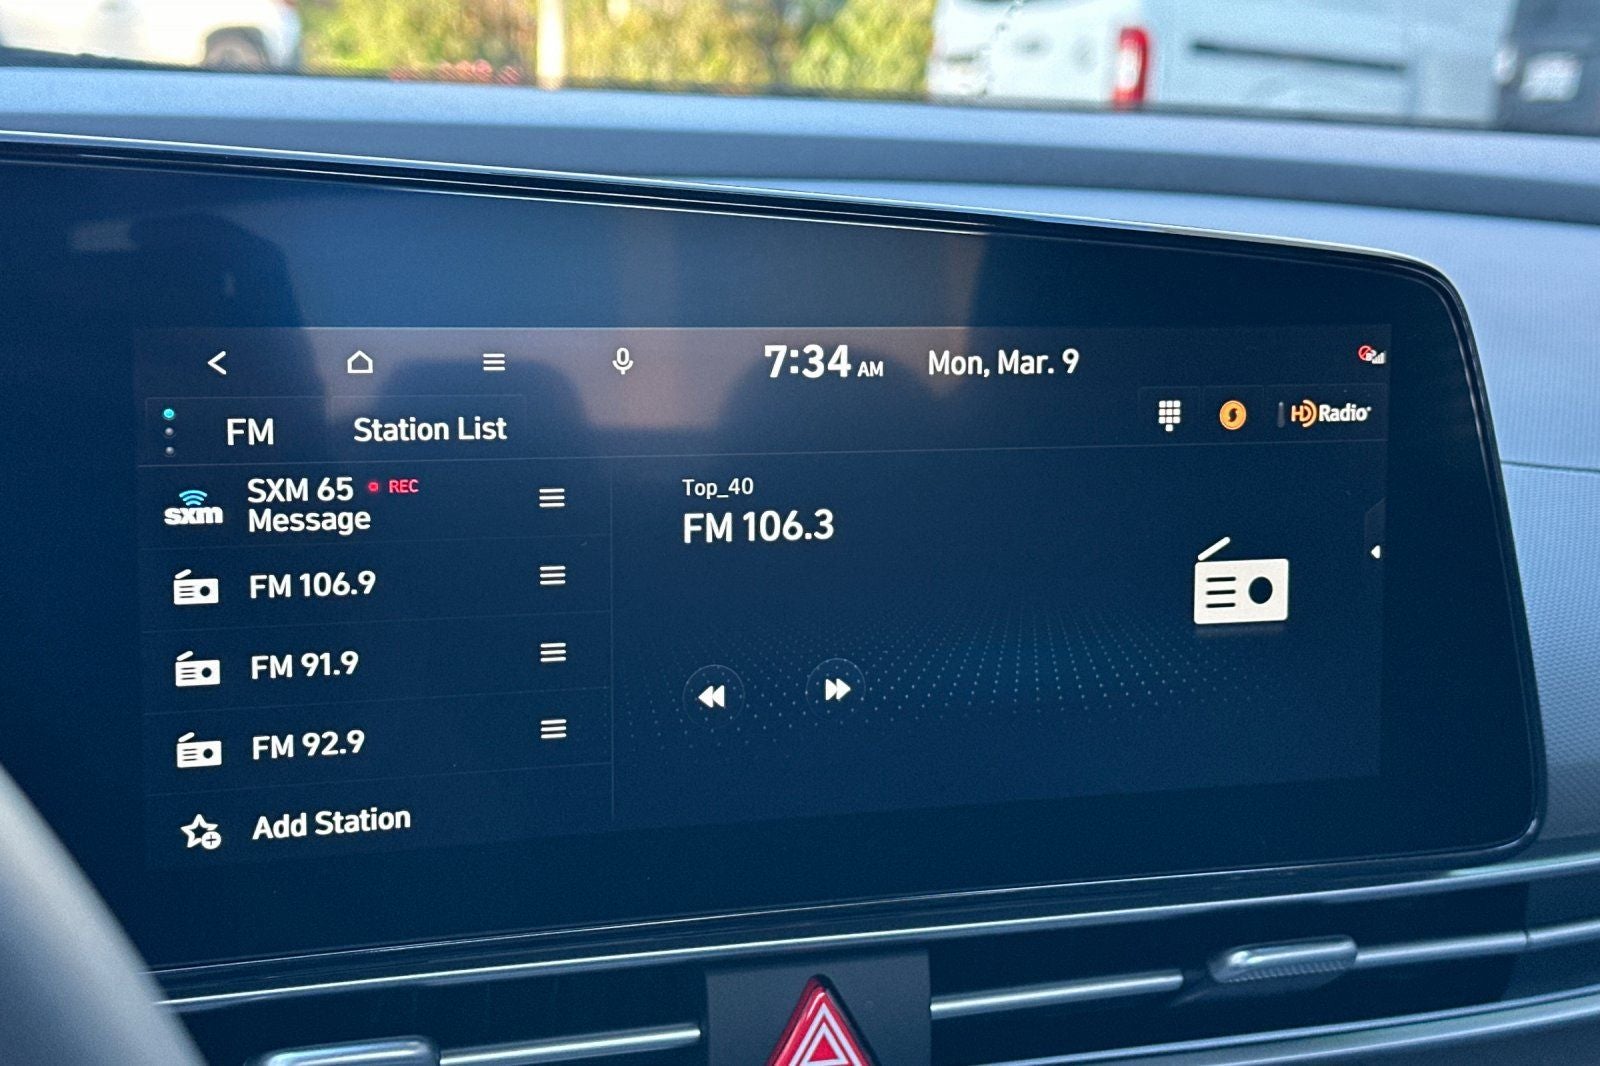 7:34 AM Mon, Mar. 9
FM Station List
HD Radio
sxm SXM 65 REC
Message
FM 106.9
FM 91.9
FM 92.9
Add Station
Top_40
FM 106.3